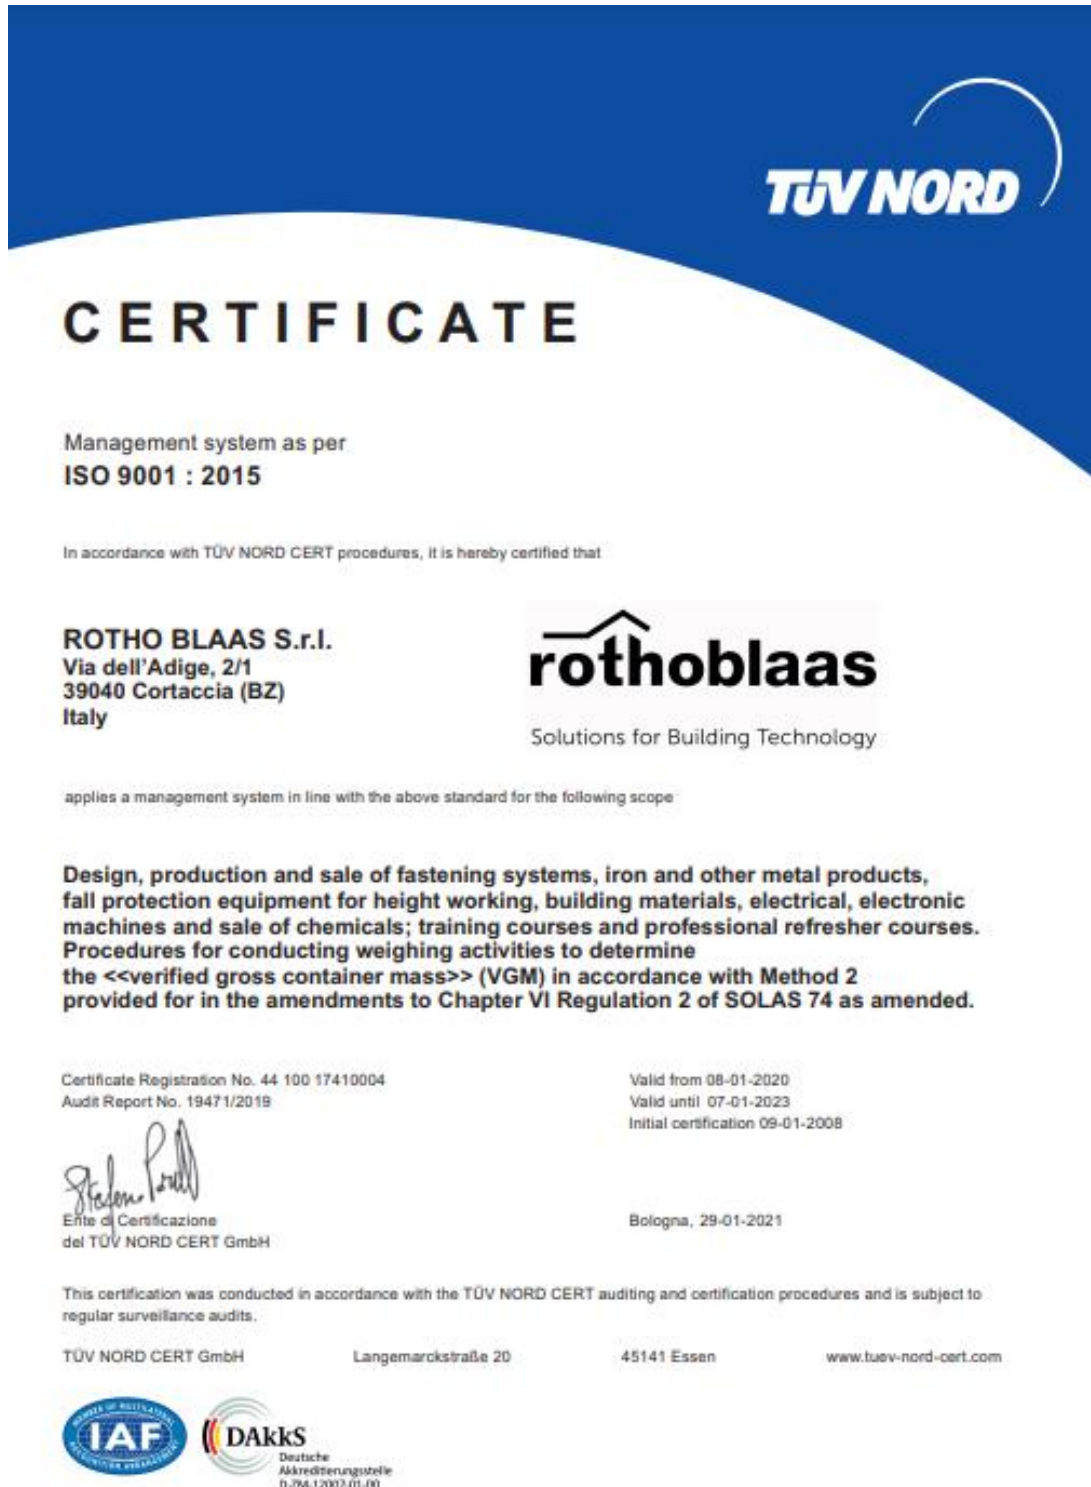 TÜV NORD
CERTIFICATE
Management system as per
ISO 9001 : 2015
In accordance with TÜV NORD CERT procedures, it is hereby certified that
ROTHO BLAAS S.r.l.
Via dell'Adige, 2/1
39040 Cortaccia (BZ)
Italy
rothoblaas
Solutions for Building Technology
applies a management system in line with the above standard for the following scope
Design, production and sale of fastening systems, iron and other metal products,
fall protection equipment for height working, building materials, electrical, electronic
machines and sale of chemicals; training courses and professional refresher courses.
Procedures for conducting weighing activities to determine
the <<verified gross container mass>> (VGM) in accordance with Method 2
provided for in the amendments to Chapter VI Regulation 2 of SOLAS 74 as amended.
Certificate Registration No. 44 100 17410004
Audit Report No. 19471/2019
Valid from 08-01-2020
Valid until 07-01-2023
Initial certification 09-01-2008
Ente di Certificazione
del TÜV NORD CERT GmbH
Bologna, 29-01-2021
This certification was conducted in accordance with the TÜV NORD CERT auditing and certification procedures and is subject to
regular surveillance audits.
TÜV NORD CERT GmbH Langemarckstraße 20 45141 Essen www.tuev-nord-cert.com
MEMBER OF MULTILATERAL
IAF
RECOGNITION ARRANGEMENT
DAkkS
Deutsche
Akkreditierungsstelle
D-ZM-12007-01-00